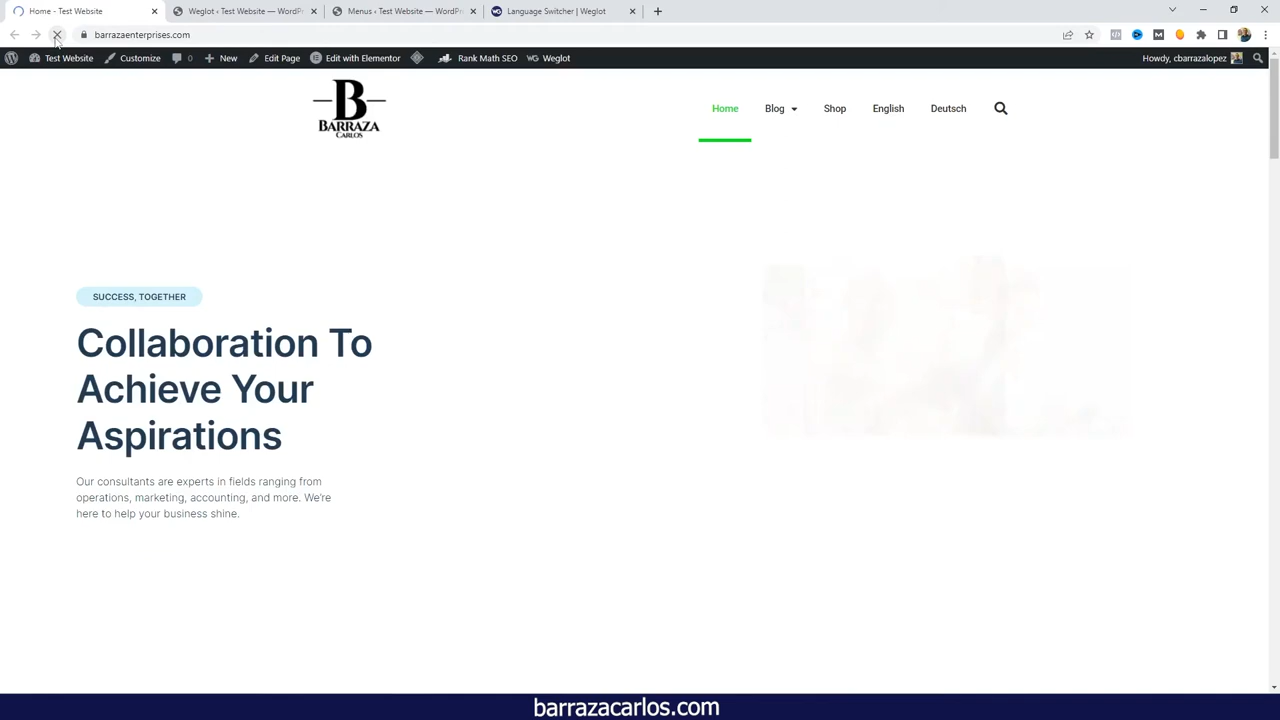 Home - Test Website
Weglot ‹ Test Website — WordPr
Menus ‹ Test Website — WordPr
Language Switcher | Weglot
barrazaenterprises.com
Test Website Customize 0 New Edit Page Edit with Elementor Rank Math SEO WG Weglot Howdy, cbarrazalopez
B
BARRAZA
CARLOS
Home Blog Shop English Deutsch
SUCCESS, TOGETHER
Collaboration To
Achieve Your
Aspirations
Our consultants are experts in fields ranging from
operations, marketing, accounting, and more. We're
here to help your business shine.
barrazacarlos.com